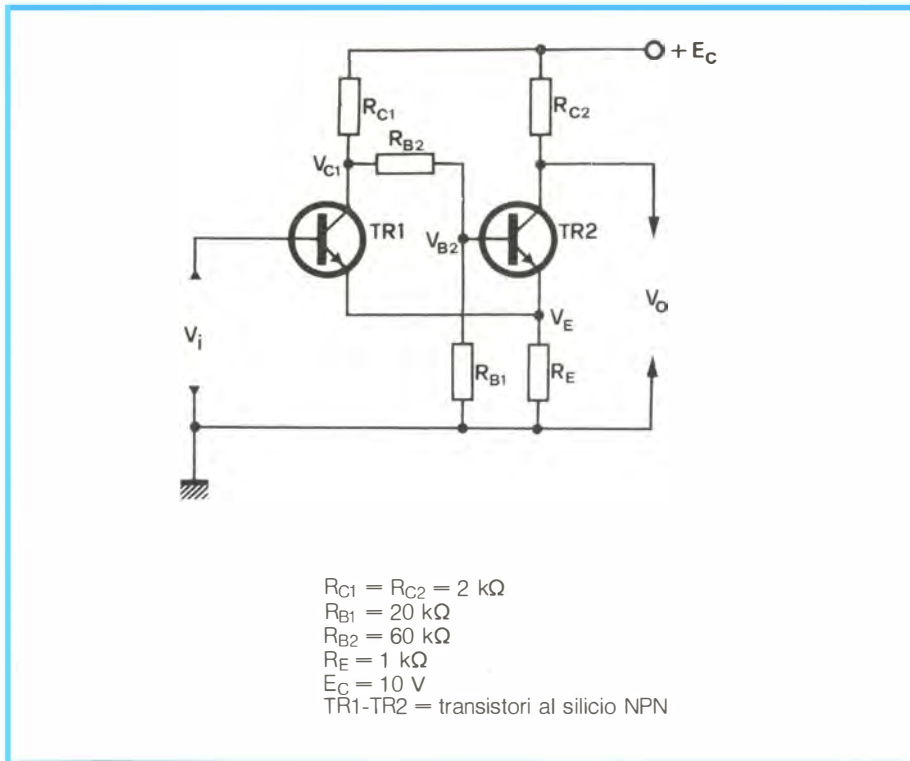 + E_C
R_C1
R_C2
R_B2
V_C1
TR1
V_B2
TR2
V_i
V_E
V_o
R_B1
R_E
R_C1 = R_C2 = 2 kΩ
R_B1 = 20 kΩ
R_B2 = 60 kΩ
R_E = 1 kΩ
E_C = 10 V
TR1-TR2 = transistori al silicio NPN